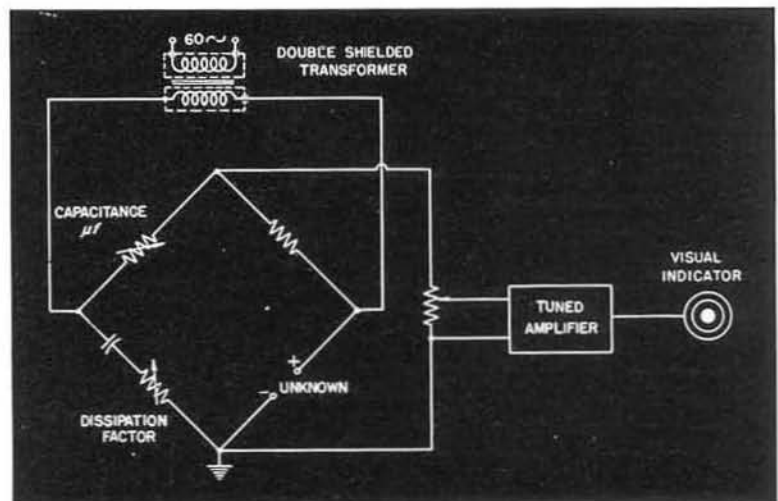 60~
DOUBLE SHIELDED
TRANSFORMER
CAPACITANCE
μf
VISUAL
INDICATOR
TUNED
AMPLIFIER
+
-
UNKNOWN
DISSIPATION
FACTOR